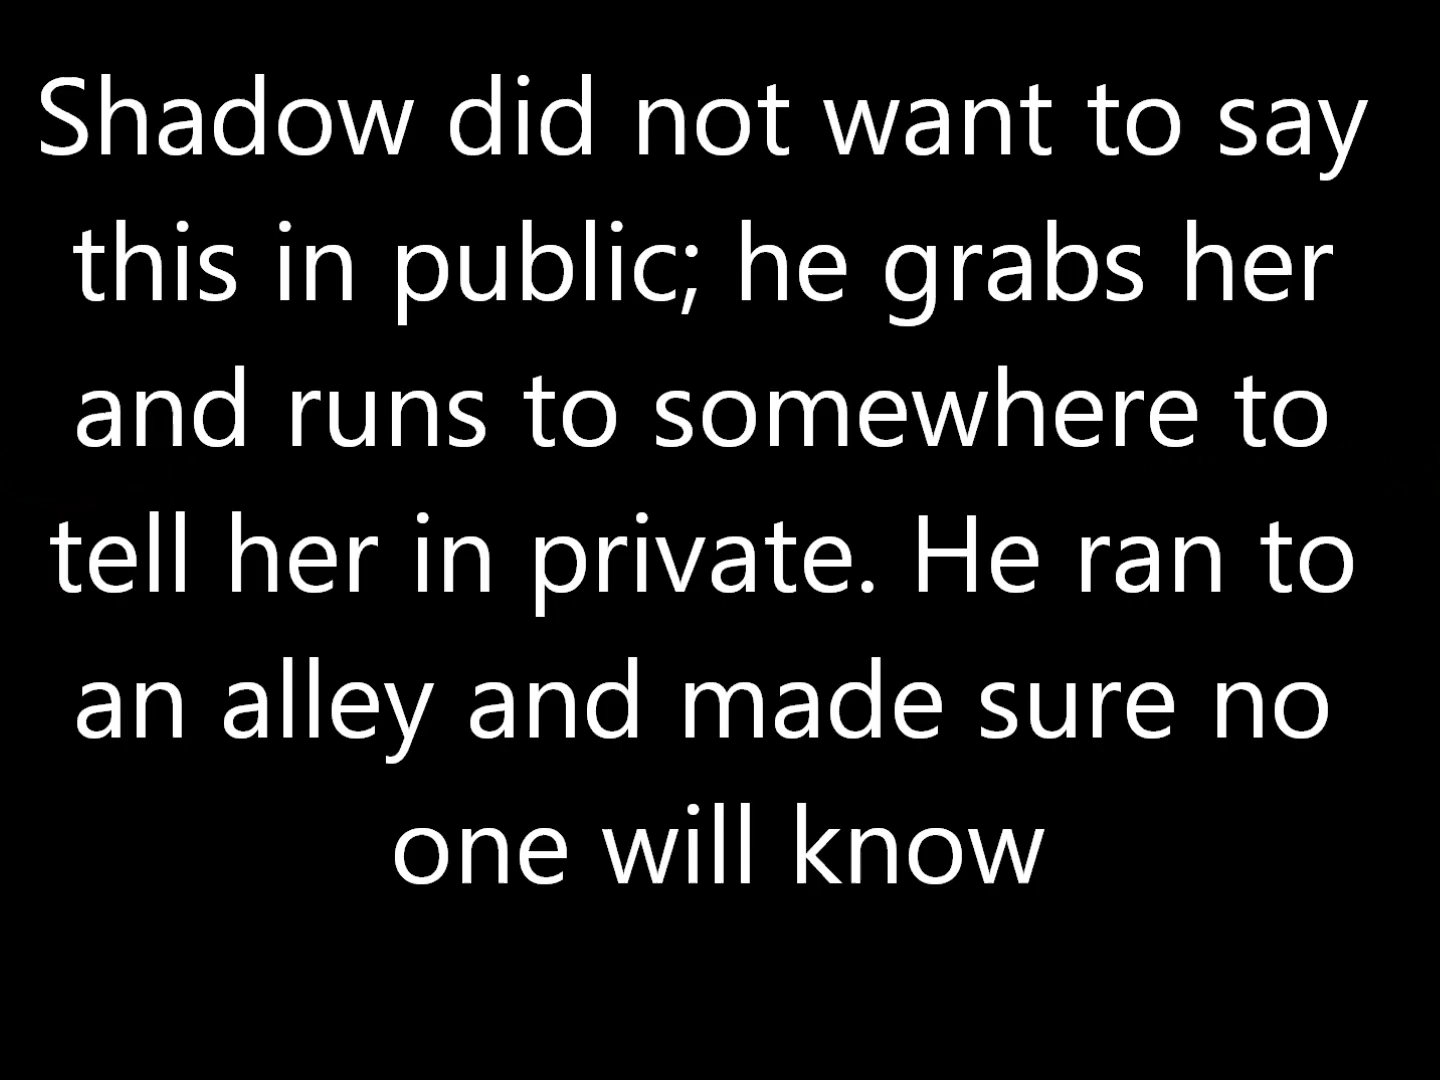 Shadow did not want to say
this in public; he grabs her
and runs to somewhere to
tell her in private. He ran to
an alley and made sure no
one will know